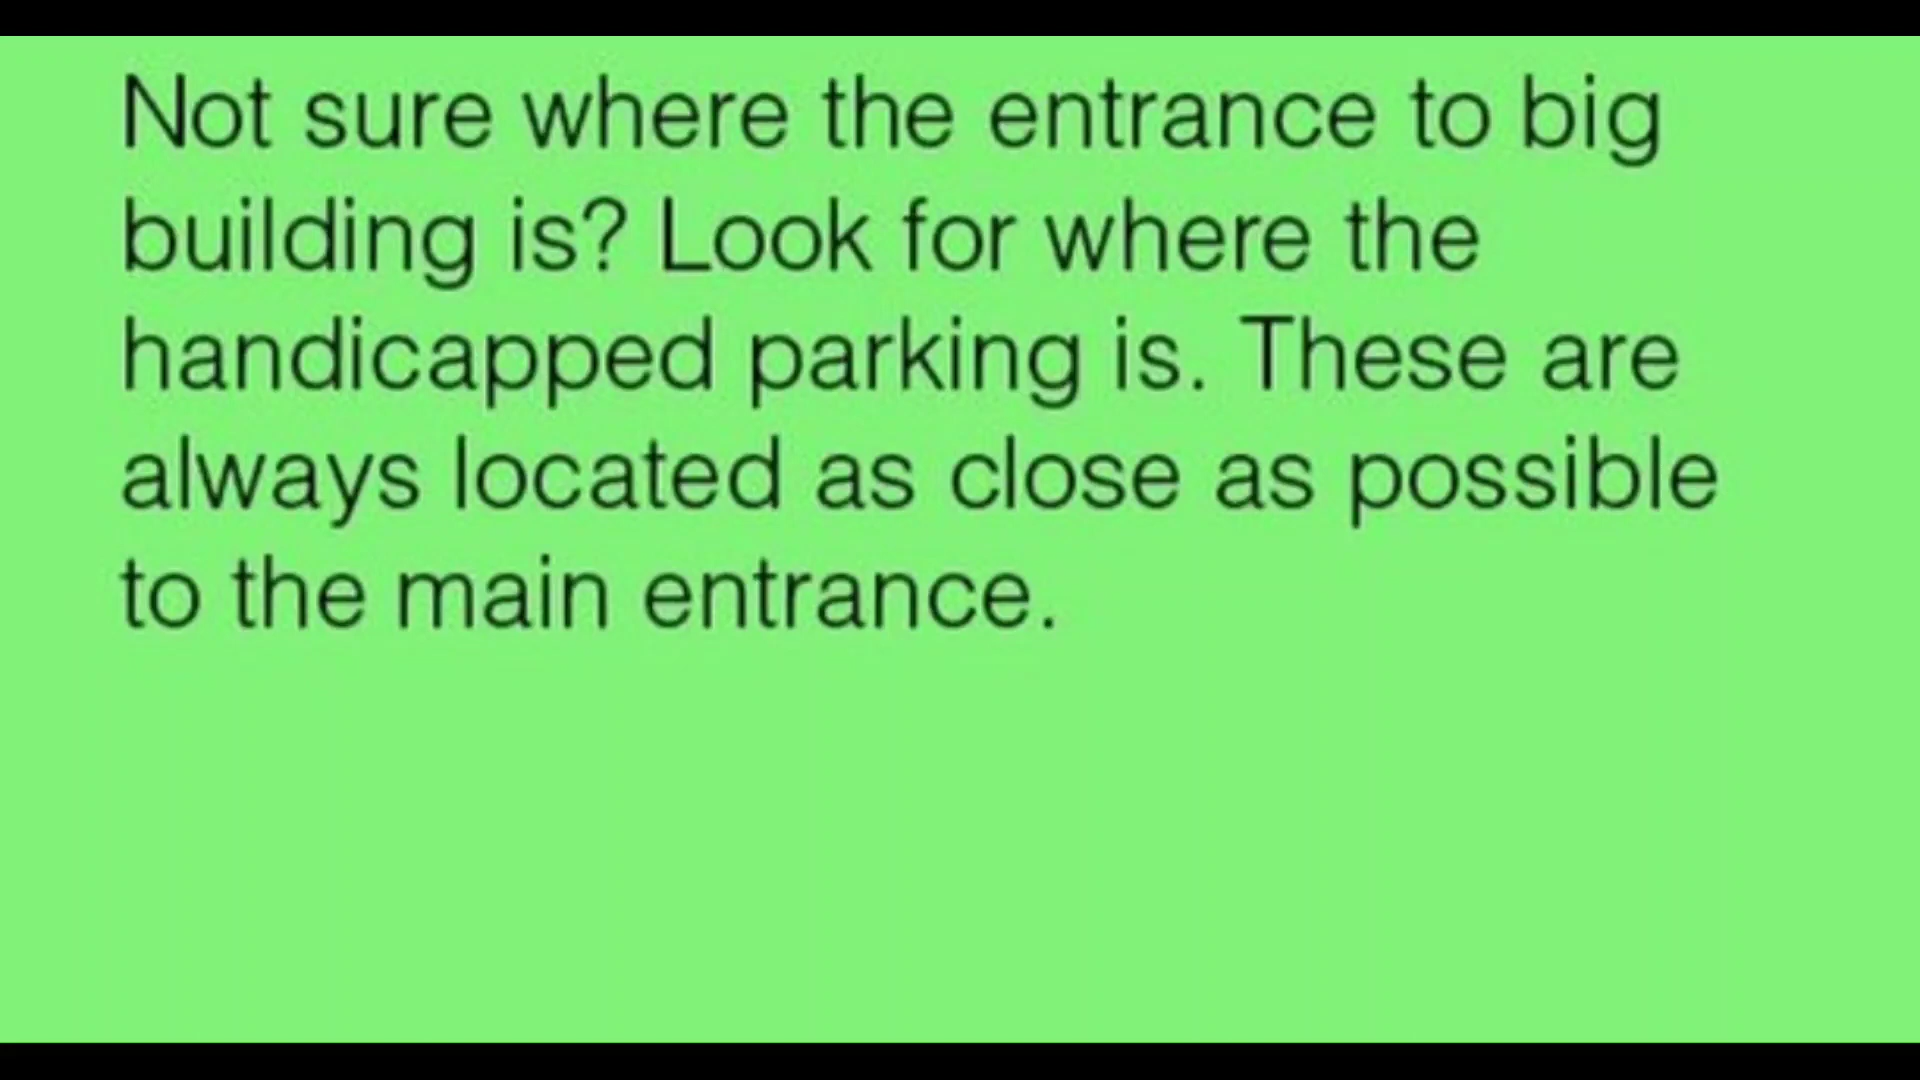 Not sure where the entrance to big
building is? Look for where the
handicapped parking is. These are
always located as close as possible
to the main entrance.